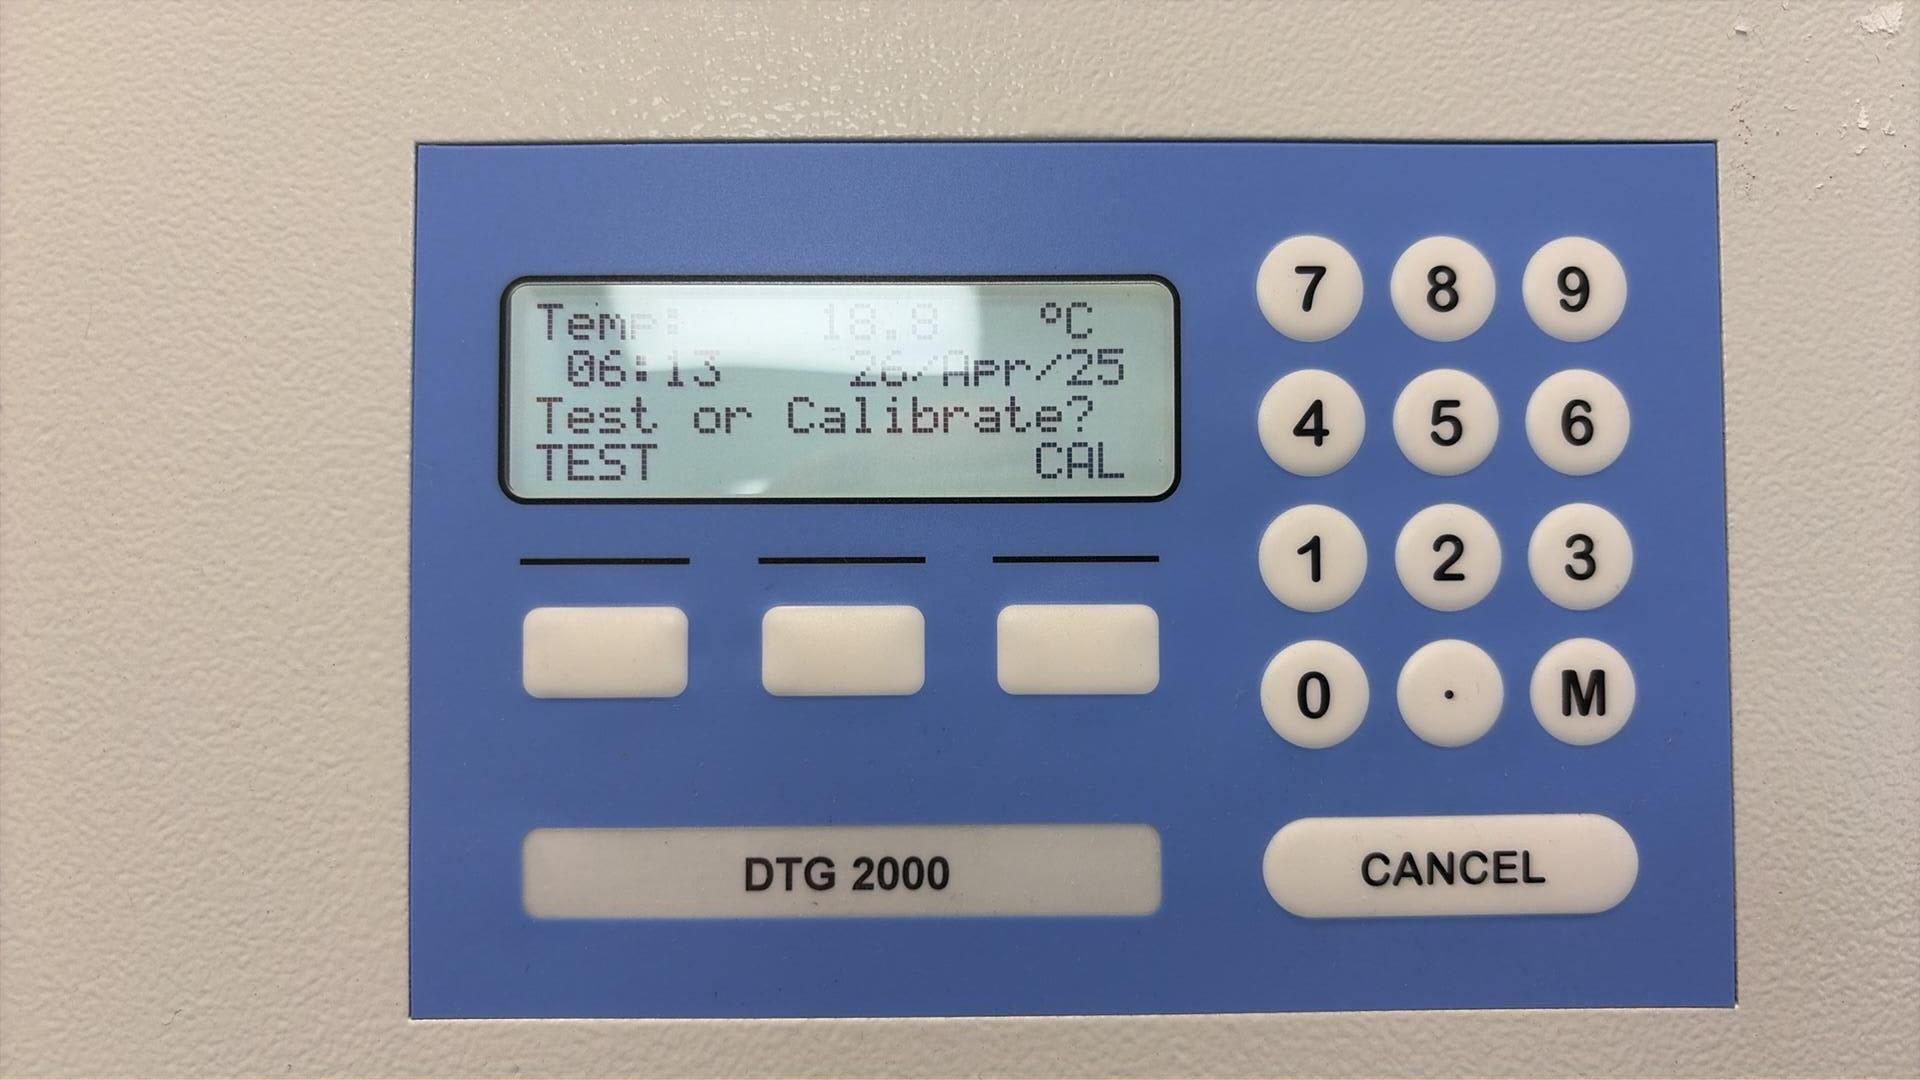 Temp: 18.8 °C
06:13 26/Apr/25
Test or Calibrate?
TEST CAL
7 8 9
4 5 6
1 2 3
0 . M
DTG 2000
CANCEL